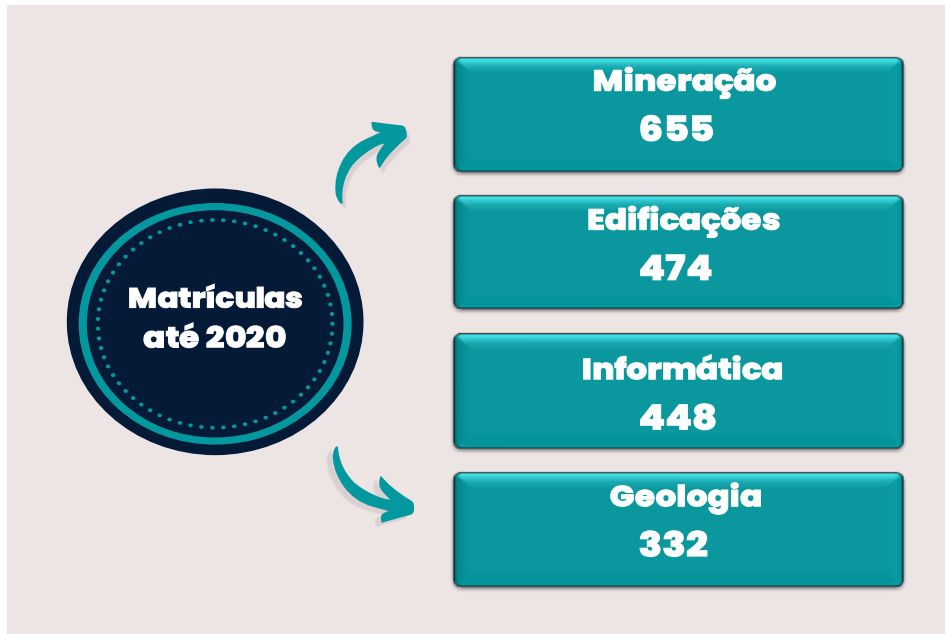 Matrículas
até 2020
Mineração
655
Edificações
474
Informática
448
Geologia
332